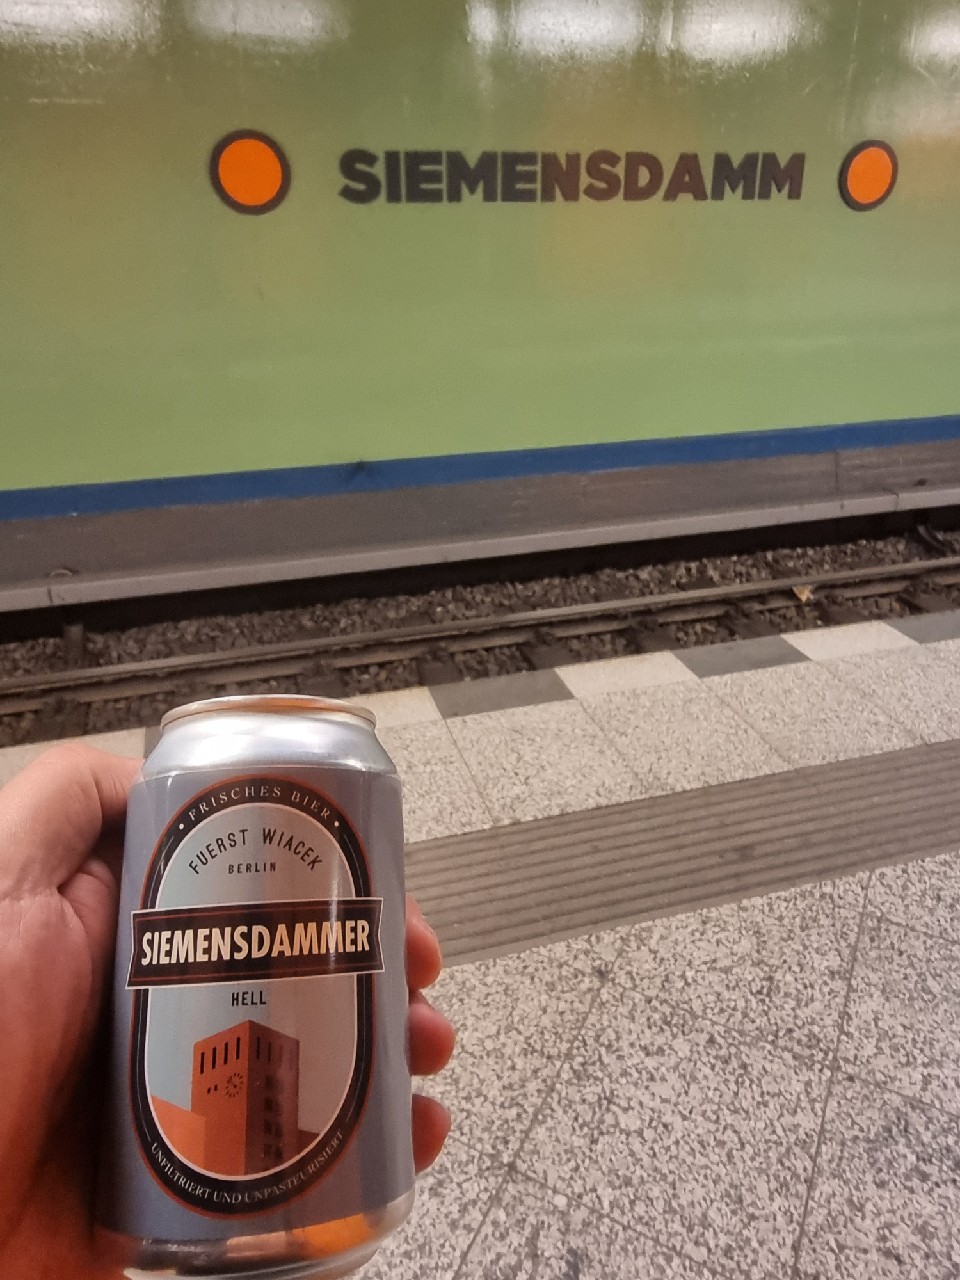 SIEMENSDAMM
FRISCHES BIER
FUERST WIACEK
BERLIN
SIEMENSDAMMER
HELL
UNFILTRIERT UND UNPASTEURISIERT